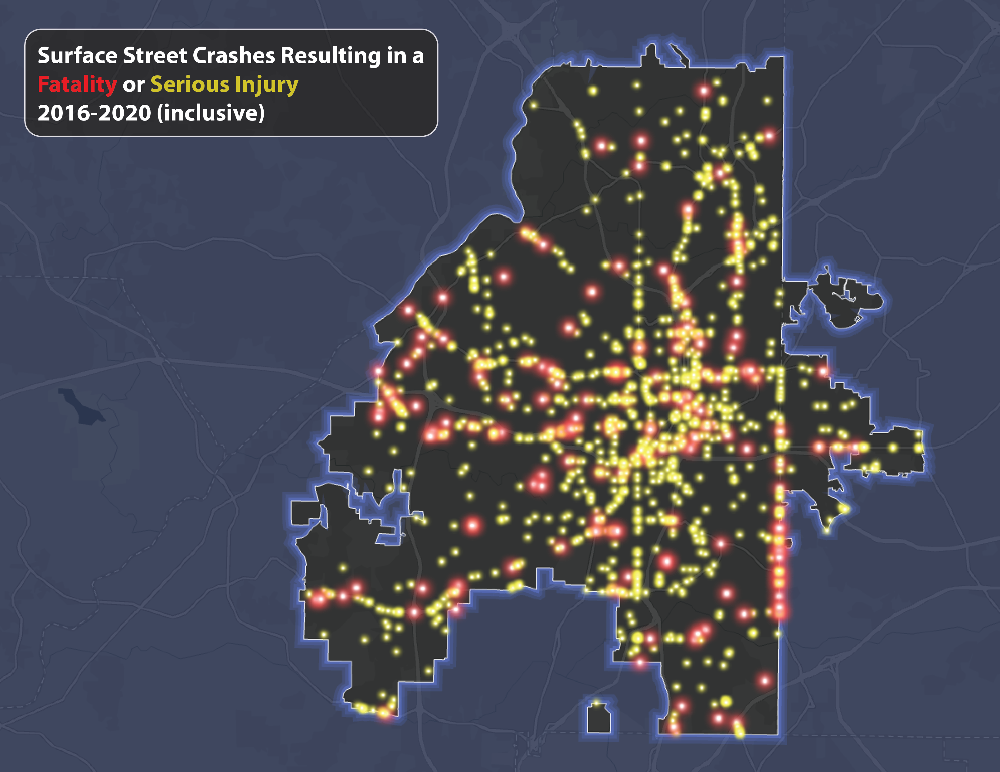 Surface Street Crashes Resulting in a
Fatality or Serious Injury
2016-2020 (inclusive)